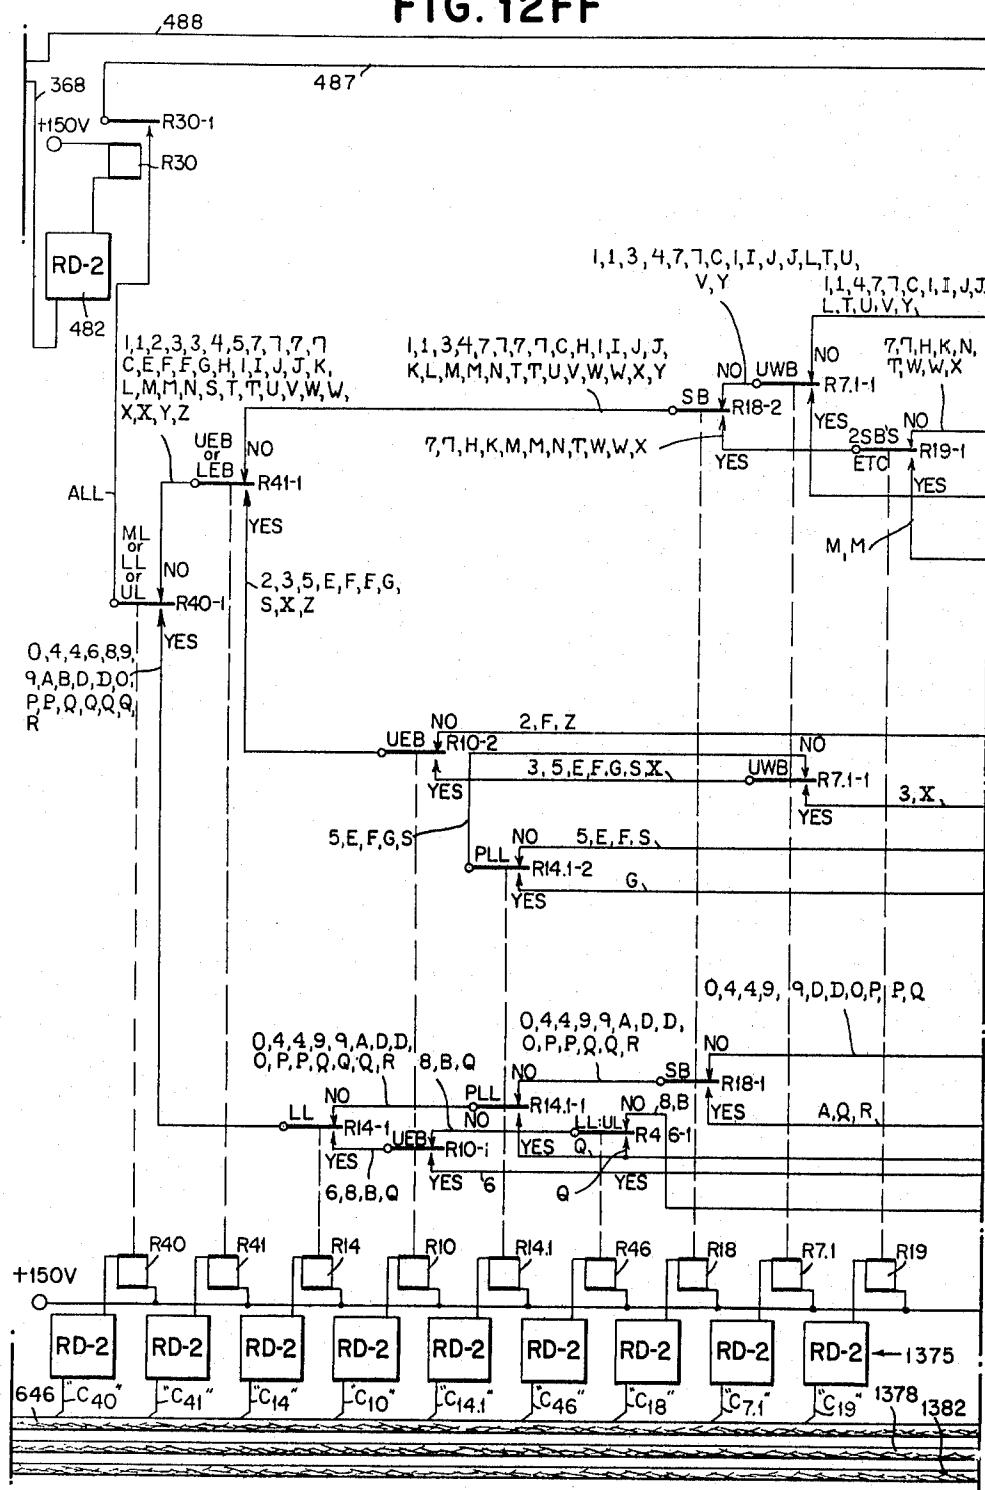 FIG. 12FF
488
487
368
+150V
R30-1
R30
RD-2
482
1,1,3,4,7,7,C,1,I,J,J,L,T,U,
V,Y
1,1,4,7,7,C,1,I,J,J
L,T,U,V,Y
1,1,2,3,3,4,5,7,7,7,7
C,E,F,F,G,H,I,I,J,J,K,
L,M,M,N,S,T,T,U,V,W,W,
X,X,Y,Z
1,1,3,4,7,7,7,7,C,H,I,I,J,J,
K,L,M,M,N,T,T,U,V,W,W,X,Y
7,7,H,K,N,
T,W,W,X
NO
UWB
NO
R7.1-1
SB
R18-2
NO
YES
2SB'S
ETC
R19-1
YES
YES
7,7,H,K,M,M,N,T,W,W,X
UEB
or
LEB
NO
R41-1
YES
ALL
M,M
ML
or
LL
or
UL
NO
R40-1
YES
2,3,5,E,F,F,G,
S,X,Z
0,4,4,6,8,9,
9,A,B,D,D,O,
P,P,Q,Q,Q,Q,
R
UEB
NO
R10-2
YES
2,F,Z
NO
3,5,E,F,G,S,X
UWB
R7.1-1
YES
3,X
5,E,F,G,S
PLL
NO
R14.1-2
YES
5,E,F,S
G
0,4,4,9, 9,D,D,O,P, P,Q
0,4,4,9,9,A,D,D,
O,P,P,Q,Q,R
0,4,4,9,9,A,D,D,
O,P,P,Q,Q,Q,R
8,B,Q
NO
SB
R18-1
YES
A,Q,R
NO
PLL
R14.1-1
NO
LL
R14-1
YES
NO
UEB
R10-1
YES
6
YES
LL:UL
NO
8,B
R46-1
Q
YES
Q
6,8,B,Q
R40
R41
R14
R10
R14.1
R46
R18
R7.1
R19
+150V
RD-2
RD-2
RD-2
RD-2
RD-2
RD-2
RD-2
RD-2
RD-2
1375
646
"C40"
"C41"
"C14"
"C10"
"C14.1"
"C46"
"C18"
"C7.1"
"C19"
1378
1382